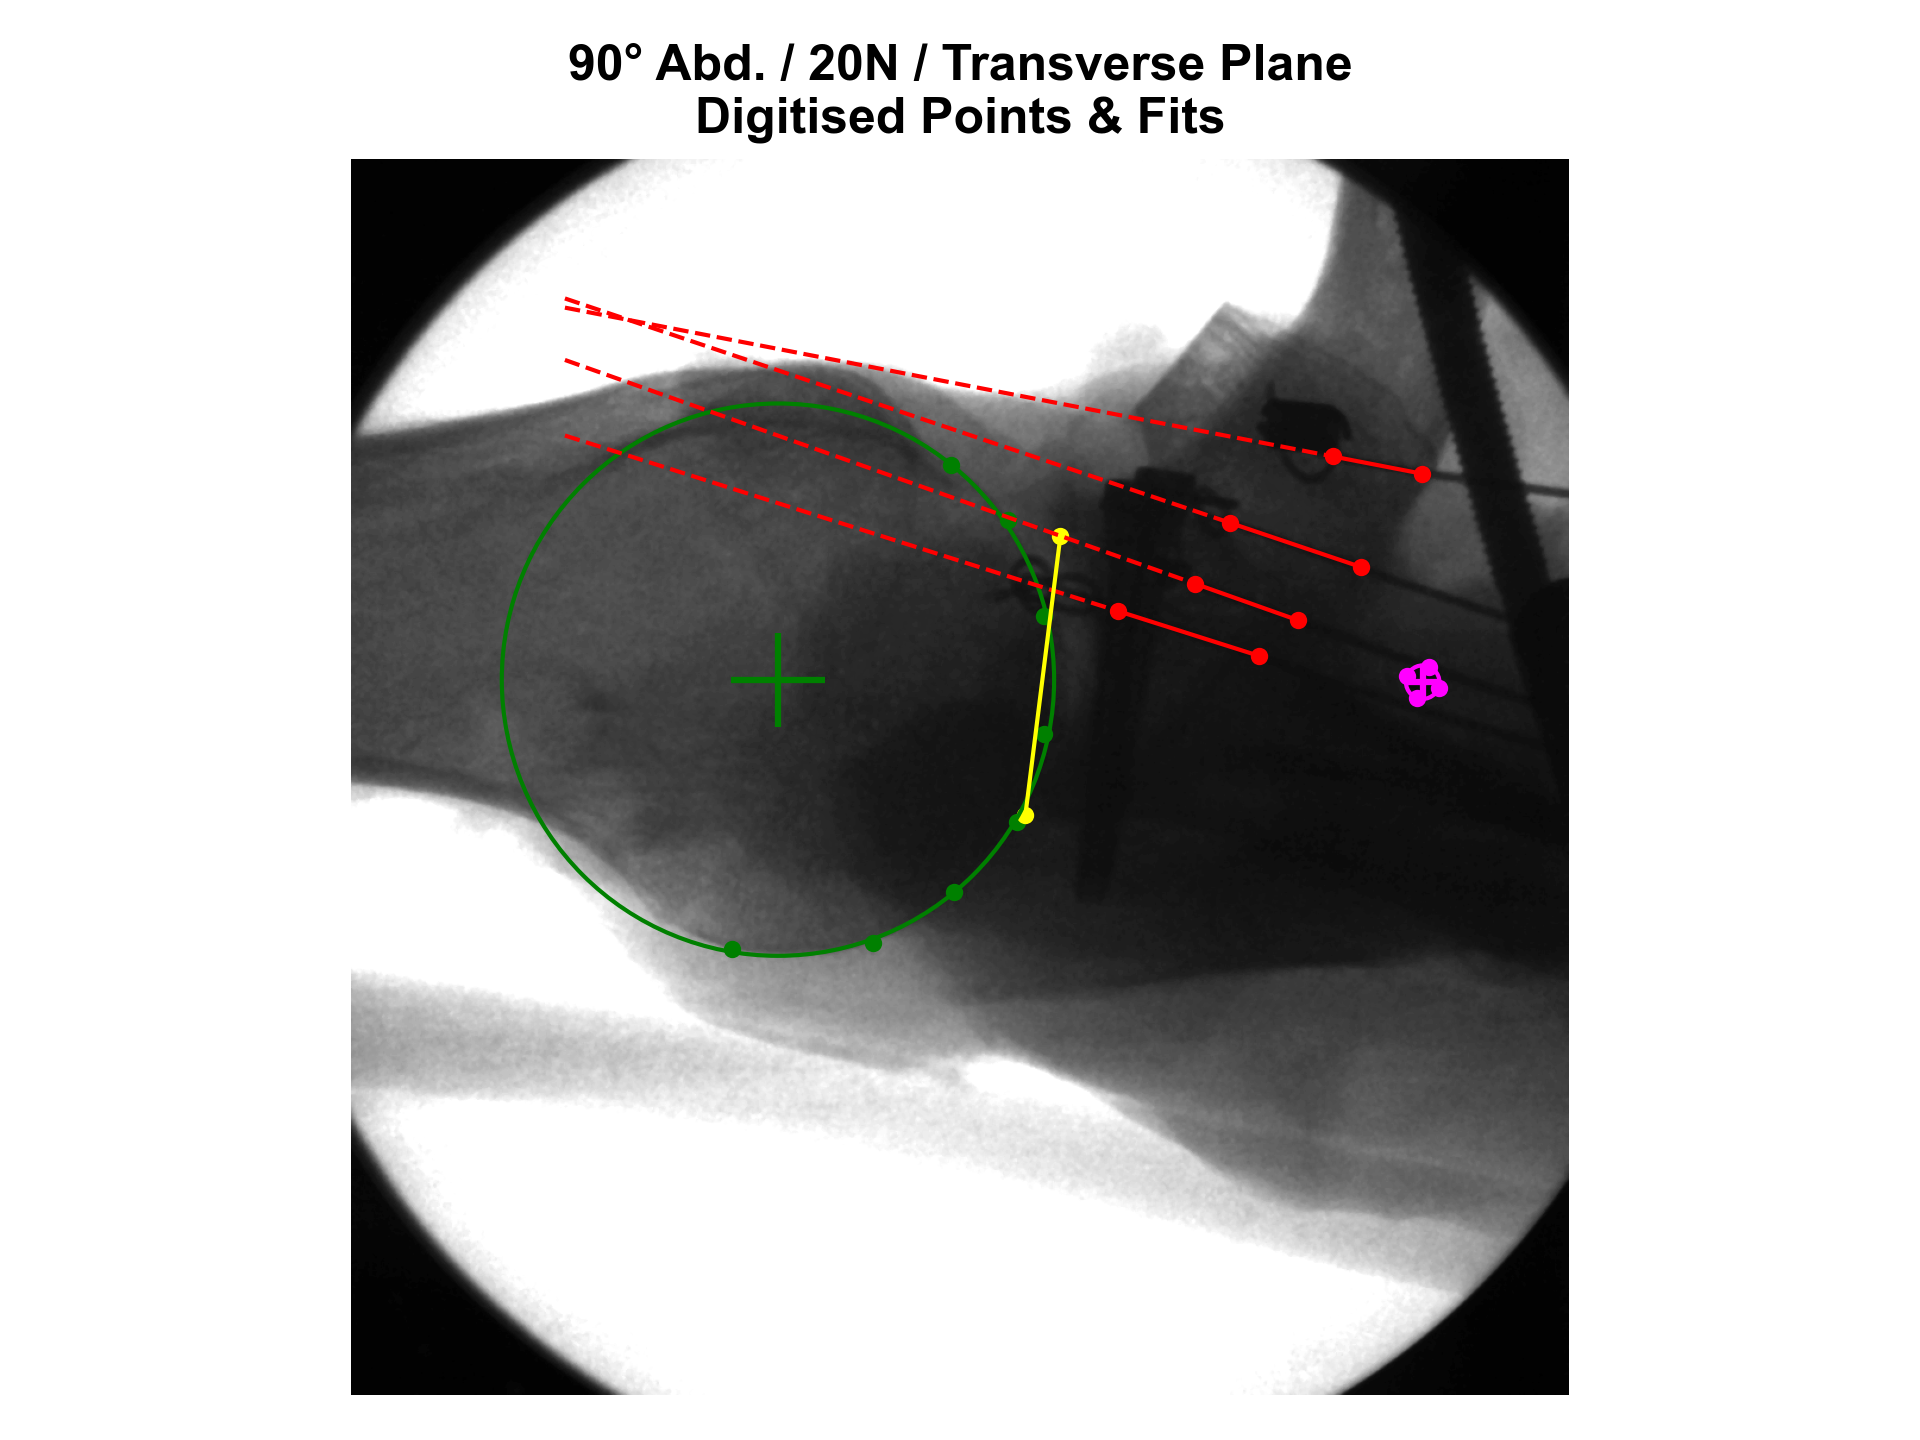 90° Abd. / 20N / Transverse Plane
Digitised Points & Fits